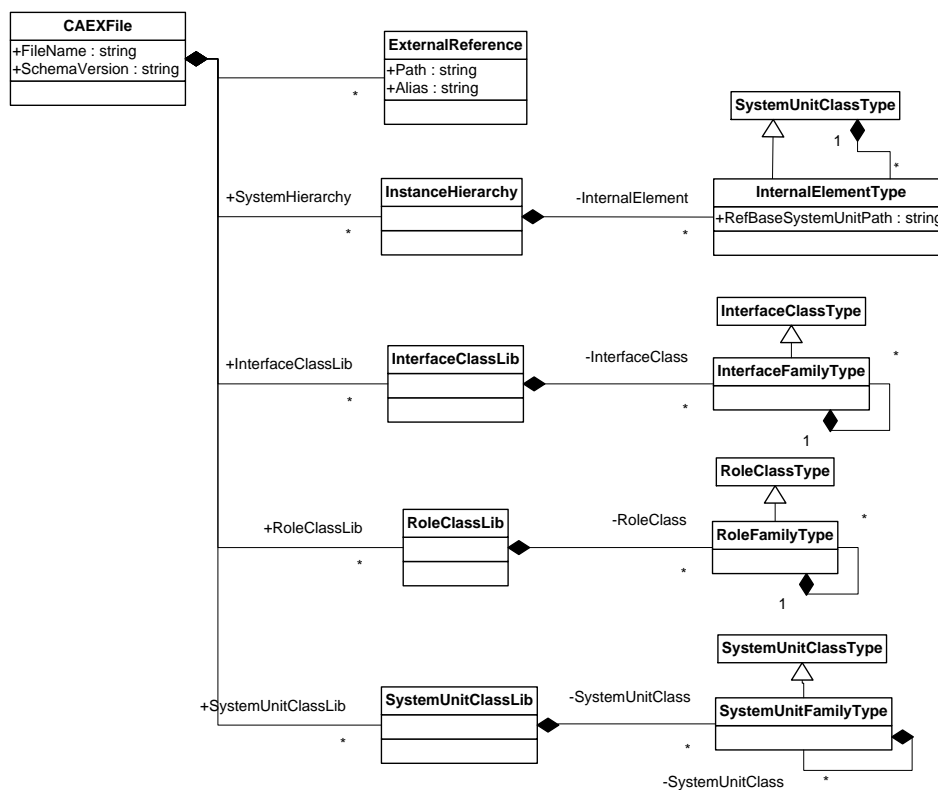 CAEXFile
+FileName : string
+SchemaVersion : string
ExternalReference
+Path : string
+Alias : string
*
SystemUnitClassType
1
*
+SystemHierarchy
*
InstanceHierarchy
-InternalElement
*
InternalElementType
+RefBaseSystemUnitPath : string
InterfaceClassType
+InterfaceClassLib
*
InterfaceClassLib
-InterfaceClass
*
InterfaceFamilyType
*
1
RoleClassType
+RoleClassLib
*
RoleClassLib
-RoleClass
*
RoleFamilyType
*
1
SystemUnitClassType
+SystemUnitClassLib
*
SystemUnitClassLib
-SystemUnitClass
*
SystemUnitFamilyType
-SystemUnitClass
*